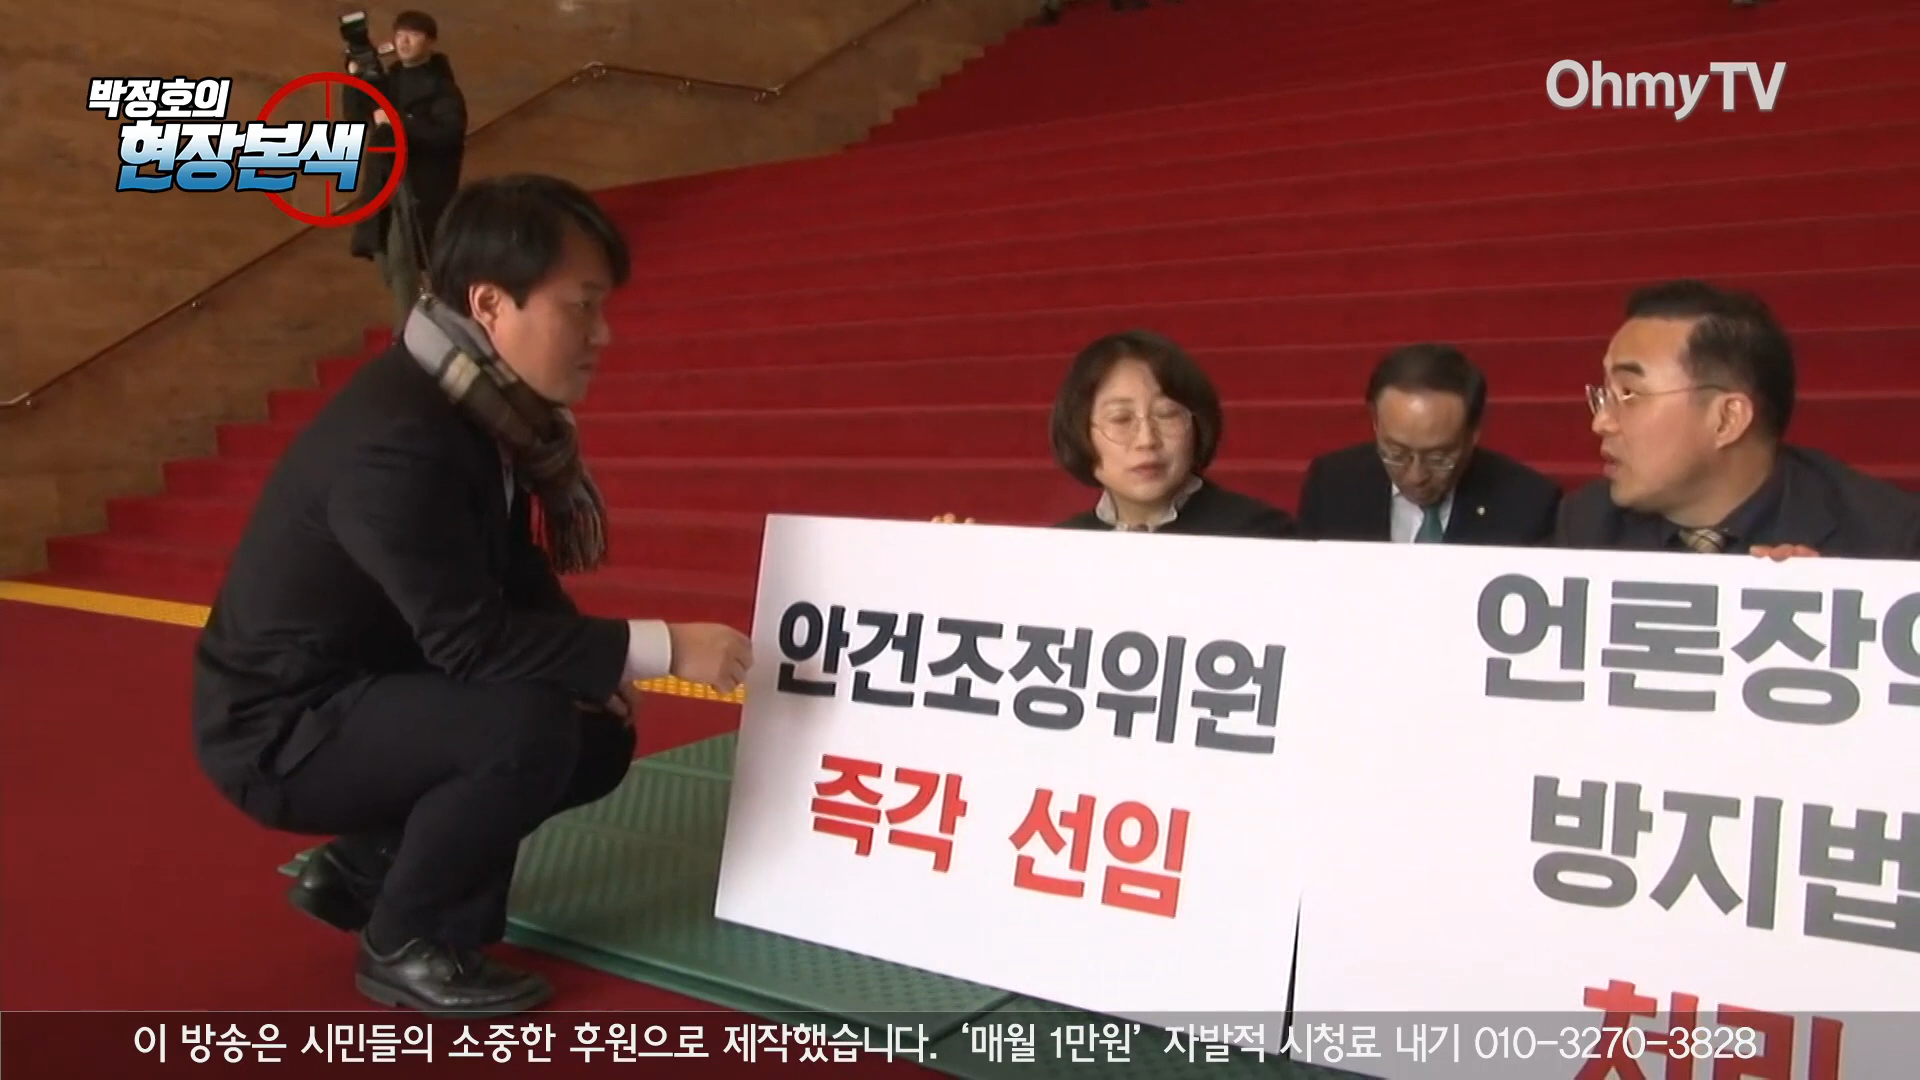 박정호의
현장본색
OhmyTV
안건조정위원
즉각 선임
언론장악
방지법
처리
이 방송은 시민들의 소중한 후원으로 제작했습니다. ‘매월 1만원’ 자발적 시청료 내기 010-3270-3828